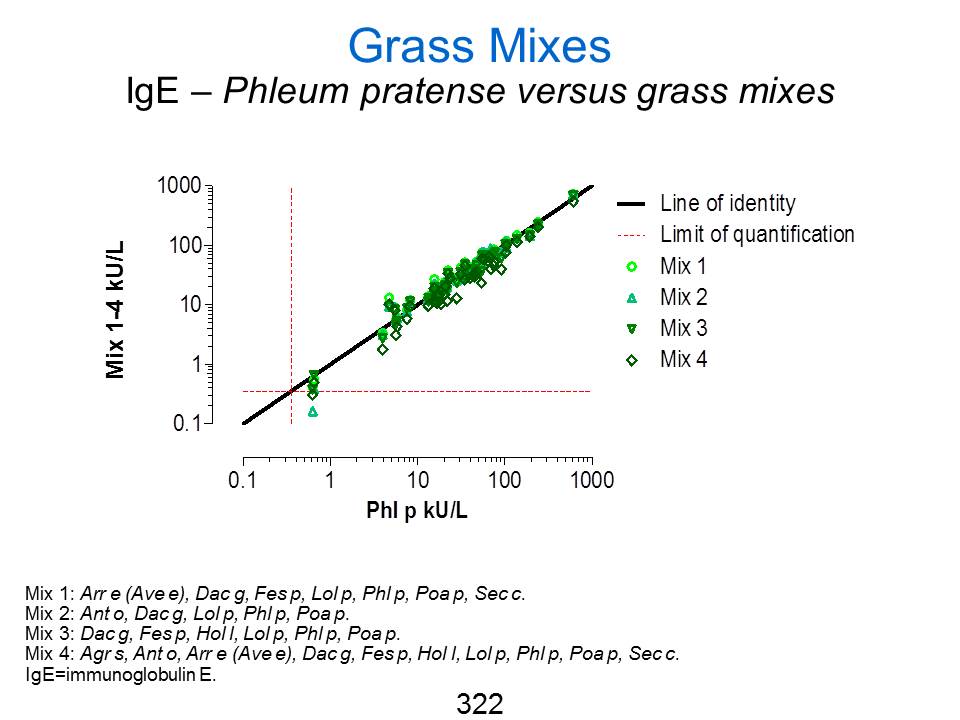 Grass Mixes
IgE – Phleum pratense versus grass mixes
1000
100
10
1
0.1
Mix 1-4 kU/L
0.1 1 10 100 1000
Phl p kU/L
Line of identity
Limit of quantification
Mix 1
Mix 2
Mix 3
Mix 4
Mix 1: Arr e (Ave e), Dac g, Fes p, Lol p, Phl p, Poa p, Sec c.
Mix 2: Ant o, Dac g, Lol p, Phl p, Poa p.
Mix 3: Dac g, Fes p, Hol l, Lol p, Phl p, Poa p.
Mix 4: Agr s, Ant o, Arr e (Ave e), Dac g, Fes p, Hol l, Lol p, Phl p, Poa p, Sec c.
IgE=immunoglobulin E.
322